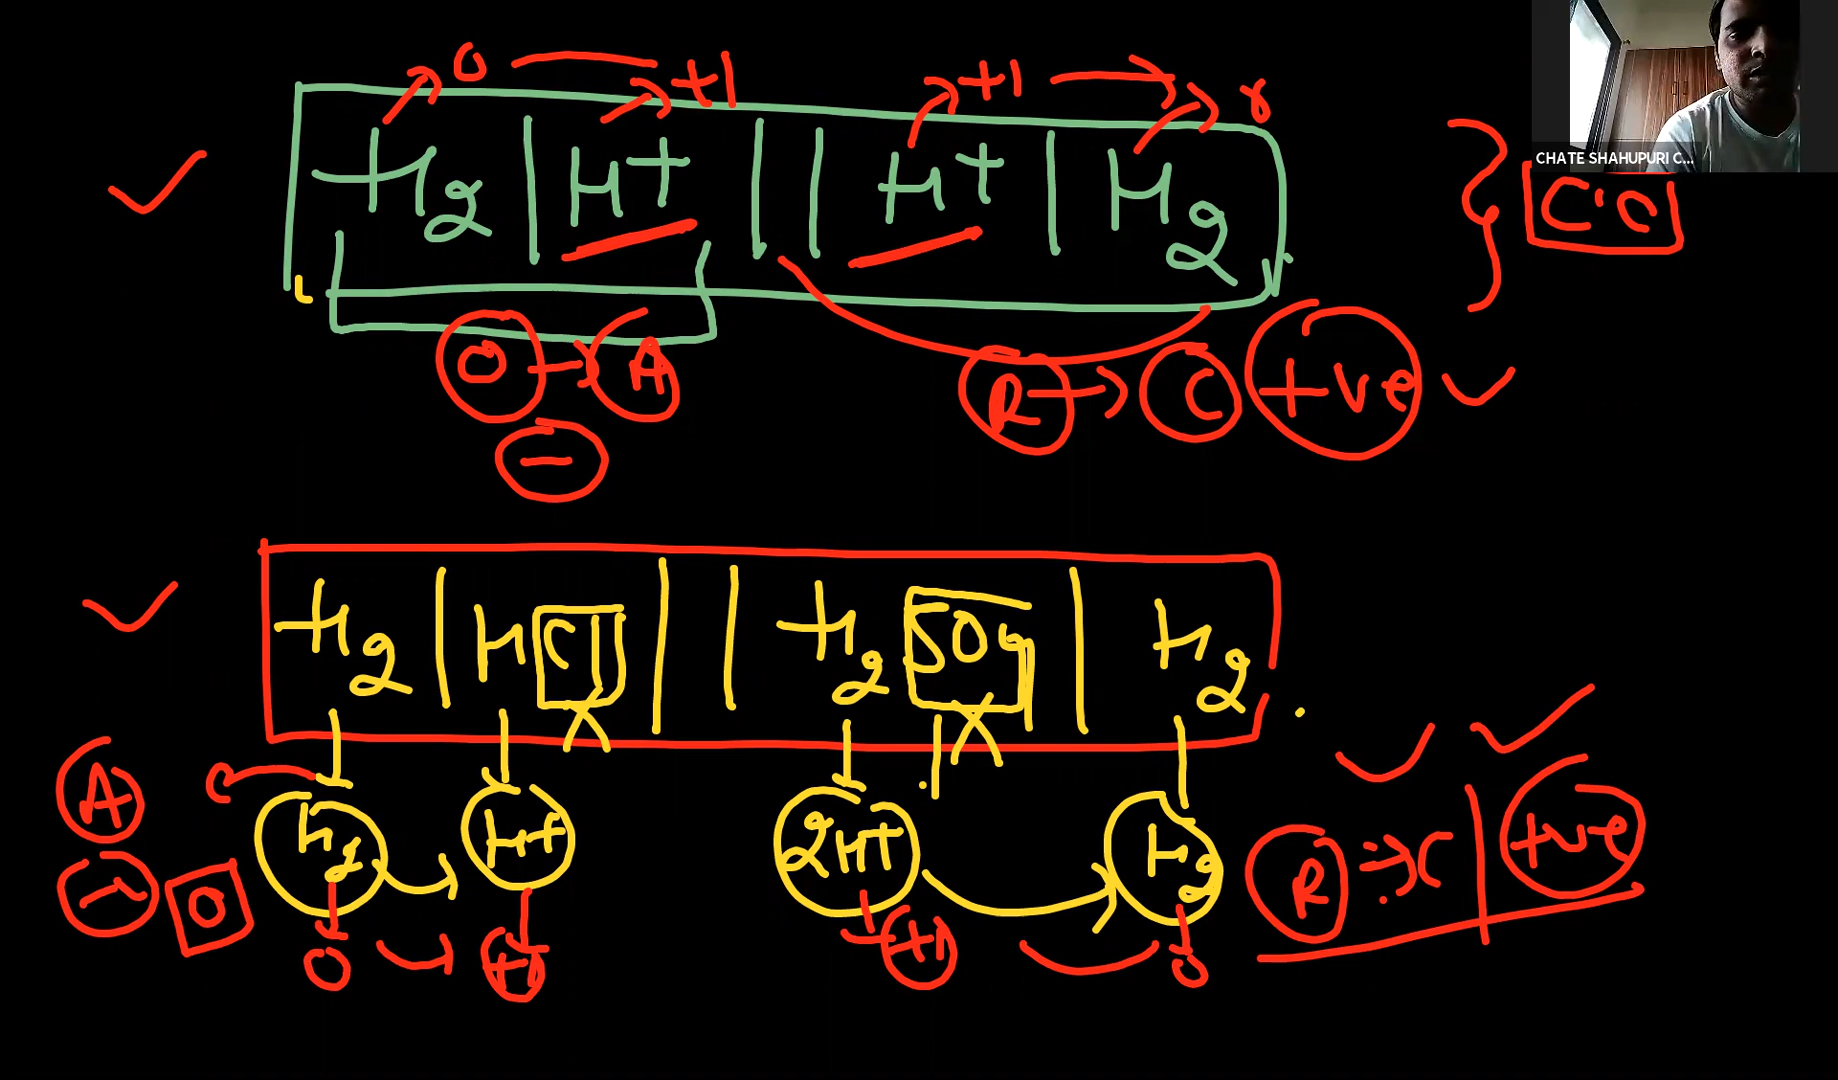 0 → +1 +1 → 0
H2 | H+ || H+ | H2
CHATE SHAHUPURI C...
C.C
O → A R → C +ve
−
H2 | HCl || H2SO4 | H2
A H2 H+ 2H+ H2 R → C +ve
− O
0 +1 +1 0